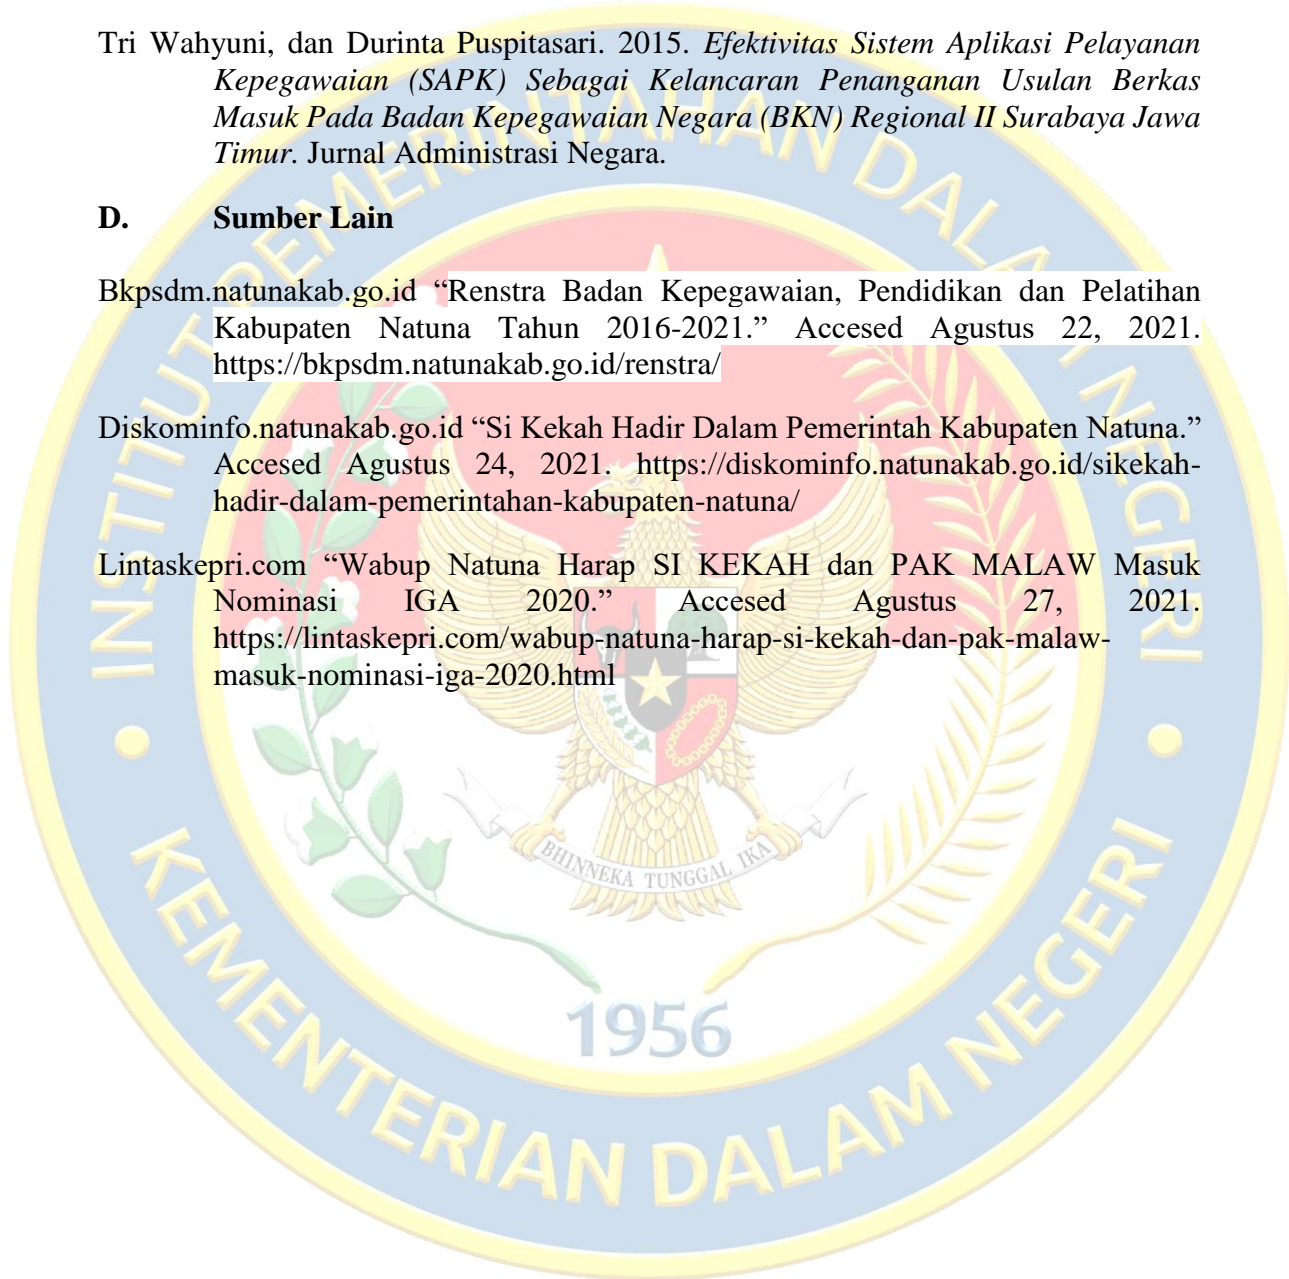 Tri Wahyuni, dan Durinta Puspitasari. 2015. Efektivitas Sistem Aplikasi Pelayanan
Kepegawaian (SAPK) Sebagai Kelancaran Penanganan Usulan Berkas
Masuk Pada Badan Kepegawaian Negara (BKN) Regional II Surabaya Jawa
Timur. Jurnal Administrasi Negara.
D. Sumber Lain
Bkpsdm.natunakab.go.id “Renstra Badan Kepegawaian, Pendidikan dan Pelatihan
Kabupaten Natuna Tahun 2016-2021.” Accesed Agustus 22, 2021.
https://bkpsdm.natunakab.go.id/renstra/
Diskominfo.natunakab.go.id “Si Kekah Hadir Dalam Pemerintah Kabupaten Natuna.”
Accesed Agustus 24, 2021. https://diskominfo.natunakab.go.id/sikekah-
hadir-dalam-pemerintahan-kabupaten-natuna/
Lintaskepri.com “Wabup Natuna Harap SI KEKAH dan PAK MALAW Masuk
Nominasi IGA 2020.” Accesed Agustus 27, 2021.
https://lintaskepri.com/wabup-natuna-harap-si-kekah-dan-pak-malaw-
masuk-nominasi-iga-2020.html
INSTITUT PEMERINTAHAN DALAM NEGERI
BHINNEKA TUNGGAL IKA
1956
KEMENTERIAN DALAM NEGERI